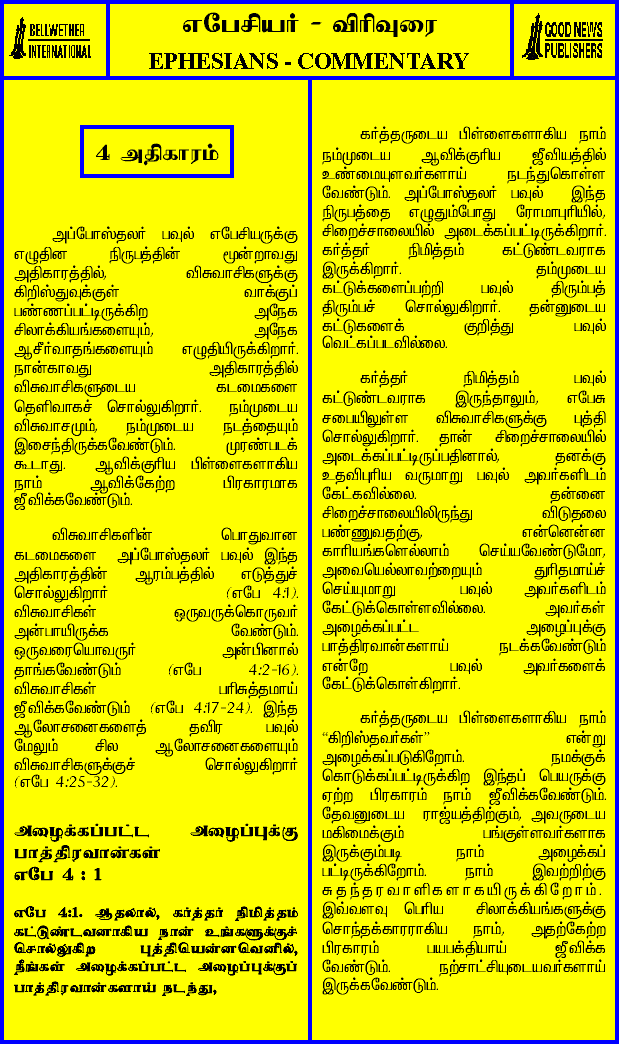 BELLWETHER
INTERNATIONAL
எபேசியர் - விரிவுரை
EPHESIANS - COMMENTARY
GOOD NEWS
PUBLISHERS
4 அதிகாரம்
அப்போஸ்தலர் பவுல் எபேசியருக்கு
எழுதின நிருபத்தின் மூன்றாவது
அதிகாரத்தில், விசுவாசிகளுக்கு
கிறிஸ்துவுக்குள் வாக்குப்
பண்ணப்பட்டிருக்கிற அநேக
சிலாக்கியங்களையும், அநேக
ஆசீர்வாதங்களையும் எழுதியிருக்கிறார்.
நான்காவது அதிகாரத்தில்
விசுவாசிகளுடைய கடமைகளை
தெளிவாகச் சொல்லுகிறார். நம்முடைய
விசுவாசமும், நம்முடைய நடத்தையும்
இசைந்திருக்கவேண்டும். முரண்படக்
கூடாது. ஆவிக்குரிய பிள்ளைகளாகிய
நாம் ஆவிக்கேற்ற பிரகாரமாக
ஜீவிக்கவேண்டும்.
விசுவாசிகளின் பொதுவான
கடமைகளை அப்போஸ்தலர் பவுல் இந்த
அதிகாரத்தின் ஆரம்பத்தில் எடுத்துச்
சொல்லுகிறார் (எபே 4:1).
விசுவாசிகள் ஒருவருக்கொருவர்
அன்பாயிருக்க வேண்டும்.
ஒருவரையொவருர் அன்பினால்
தாங்கவேண்டும் (எபே 4:2-16).
விசுவாசிகள் பரிசுத்தமாய்
ஜீவிக்கவேண்டும் (எபே 4:17-24). இந்த
ஆலோசனைகளைத் தவிர பவுல்
மேலும் சில ஆலோசனைகளையும்
விசுவாசிகளுக்குச் சொல்லுகிறார்
(எபே 4:25-32).
அழைக்கப்பட்ட அழைப்புக்கு
பாத்திரவான்கள்
எபே 4 : 1
எபே 4:1. ஆதலால், கர்த்தர் நிமித்தம்
கட்டுண்டவனாகிய நான் உங்களுக்குச்
சொல்லுகிற புத்தியென்னவெனில்,
நீங்கள் அழைக்கப்பட்ட அழைப்புக்குப்
பாத்திரவான்களாய் நடந்து,
கர்த்தருடைய பிள்ளைகளாகிய நாம்
நம்முடைய ஆவிக்குரிய ஜீவியத்தில்
உண்மையுளவர்களாய் நடந்துகொள்ள
வேண்டும். அப்போஸ்தலர் பவுல் இந்த
நிருபத்தை எழுதும்போது ரோமாபுரியில்,
சிறைச்சாலையில் அடைக்கப்பட்டிருக்கிறார்.
கர்த்தர் நிமித்தம் கட்டுண்டவராக
இருக்கிறார். தம்முடைய
கட்டுக்களைப்பற்றி பவுல் திரும்பத்
திரும்பச் சொல்லுகிறார். தன்னுடைய
கட்டுகளைக் குறித்து பவுல்
வெட்கப்படவில்லை.
கர்த்தர் நிமித்தம் பவுல்
கட்டுண்டவராக இருந்தாலும், எபேசு
சபையிலுள்ள விசுவாசிகளுக்கு புத்தி
சொல்லுகிறார். தான் சிறைச்சாலையில்
அடைக்கப்பட்டிருப்பதினால், தனக்கு
உதவிபுரிய வருமாறு பவுல் அவர்களிடம்
கேட்கவில்லை. தன்னை
சிறைச்சாலையிலிருந்து விடுதலை
பண்ணுவதற்கு, என்னென்ன
காரியங்களெல்லாம் செய்யவேண்டுமோ,
அவையெல்லாவற்றையும் துரிதமாய்ச்
செய்யுமாறு பவுல் அவர்களிடம்
கேட்டுக்கொள்ளவில்லை. அவர்கள்
அழைக்கப்பட்ட அழைப்புக்கு
பாத்திரவான்களாய் நடக்கவேண்டும்
என்றே பவுல் அவர்களைக்
கேட்டுக்கொள்கிறார்.
கர்த்தருடைய பிள்ளைகளாகிய நாம்
“கிறிஸ்தவர்கள்” என்று
அழைக்கப்படுகிறோம். நமக்குக்
கொடுக்கப்பட்டிருக்கிற இந்தப் பெயருக்கு
ஏற்ற பிரகாரம் நாம் ஜீவிக்கவேண்டும்.
தேவனுடைய ராஜ்யத்திற்கும், அவருடைய
மகிமைக்கும் பங்குள்ளவர்களாக
இருக்கும்படி நாம் அழைக்கப்
பட்டிருக்கிறோம். நாம் இவற்றிற்கு
சுதந்தரவாளிகளாகயிருக்கிறோம்.
இவ்வளவு பெரிய சிலாக்கியங்களுக்கு
சொந்தக்காரராகிய நாம், அதற்கேற்ற
பிரகாரம் பயபக்தியாய் ஜீவிக்க
வேண்டும். நற்சாட்சியுடையவர்களாய்
இருக்கவேண்டும்.